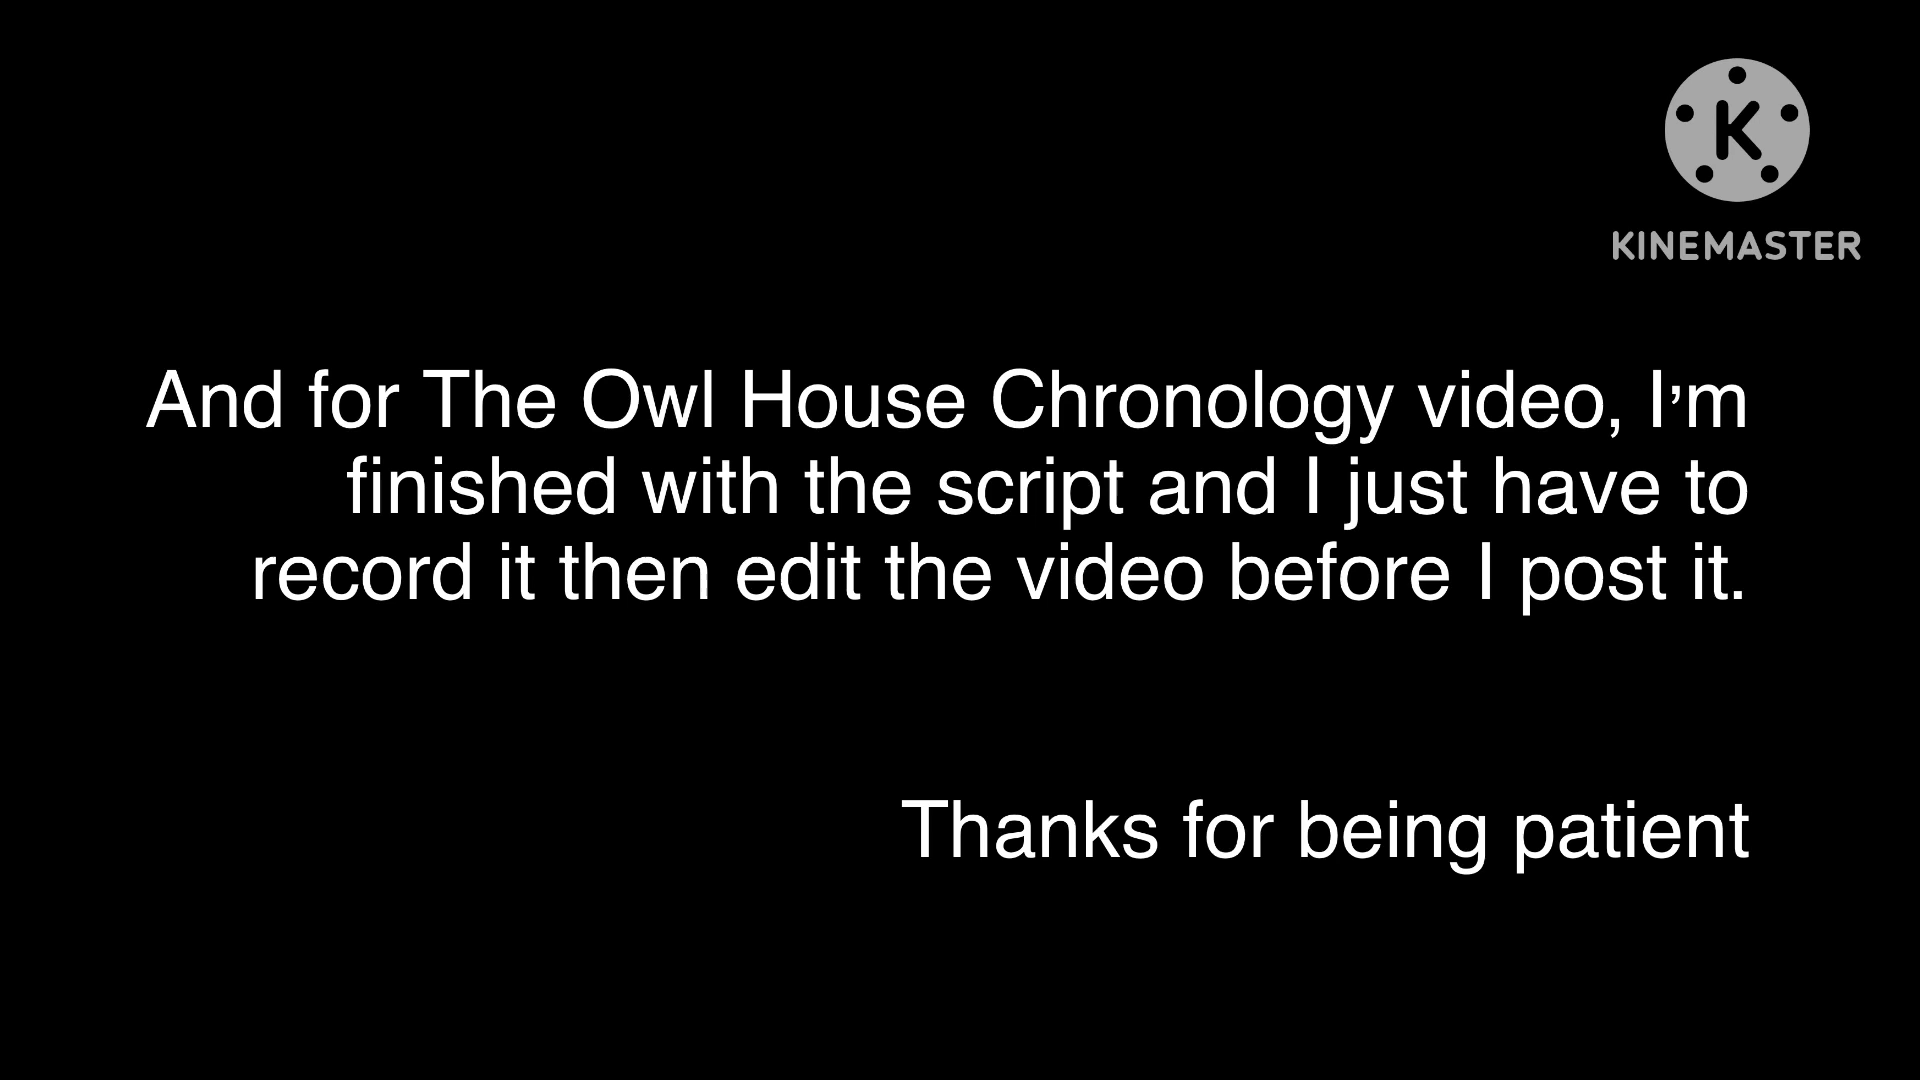 KINEMASTER
And for The Owl House Chronology video, I'm
finished with the script and I just have to
record it then edit the video before I post it.
Thanks for being patient